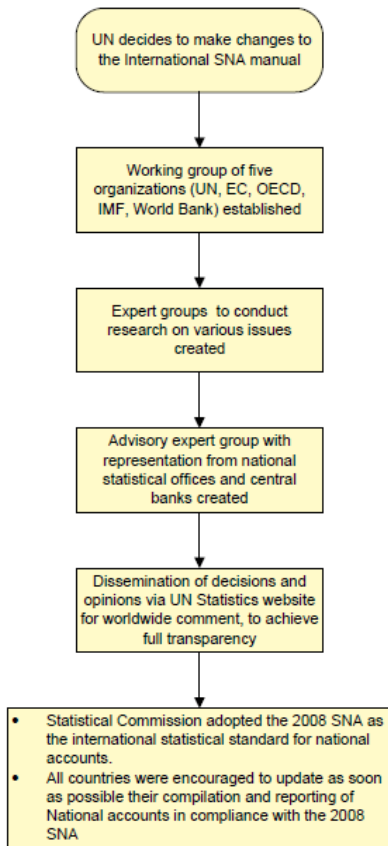 UN decides to make changes to
the International SNA manual
Working group of five
organizations (UN, EC, OECD,
IMF, World Bank) established
Expert groups to conduct
research on various issues
created
Advisory expert group with
representation from national
statistical offices and central
banks created
Dissemination of decisions and
opinions via UN Statistics website
for worldwide comment, to achieve
full transparency
• Statistical Commission adopted the 2008 SNA as
the international statistical standard for national
accounts.
• All countries were encouraged to update as soon
as possible their compilation and reporting of
National accounts in compliance with the 2008
SNA